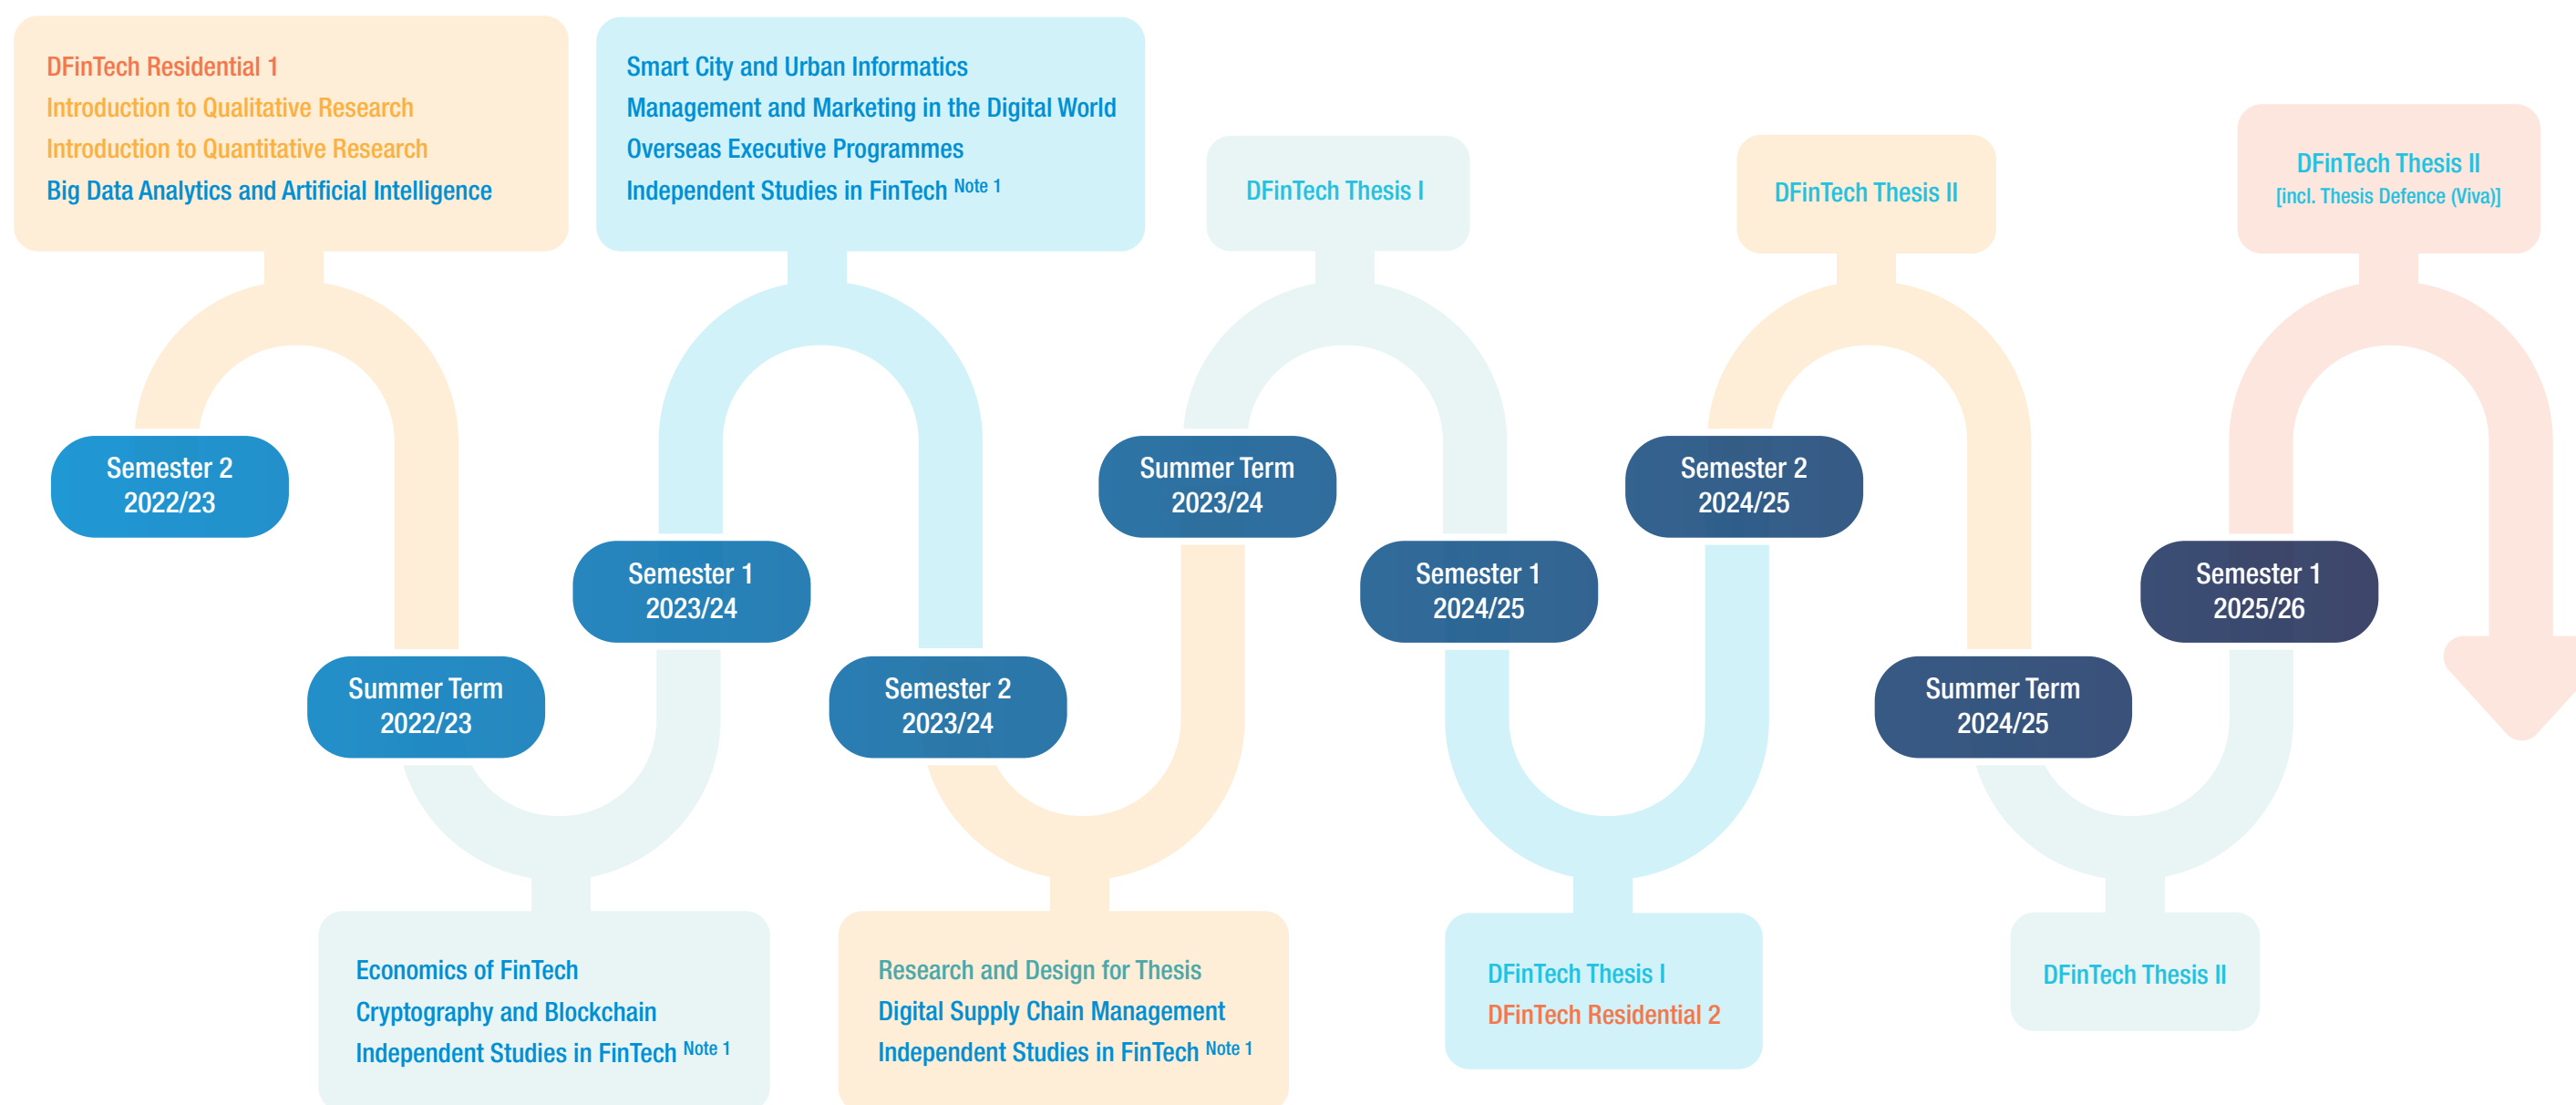 DFinTech Residential 1
Introduction to Qualitative Research
Introduction to Quantitative Research
Big Data Analytics and Artificial Intelligence
Smart City and Urban Informatics
Management and Marketing in the Digital World
Overseas Executive Programmes
Independent Studies in FinTech Note 1
DFinTech Thesis I
DFinTech Thesis II
DFinTech Thesis II
[incl. Thesis Defence (Viva)]
Semester 2
2022/23
Summer Term
2022/23
Semester 1
2023/24
Semester 2
2023/24
Summer Term
2023/24
Semester 1
2024/25
Semester 2
2024/25
Summer Term
2024/25
Semester 1
2025/26
Economics of FinTech
Cryptography and Blockchain
Independent Studies in FinTech Note 1
Research and Design for Thesis
Digital Supply Chain Management
Independent Studies in FinTech Note 1
DFinTech Thesis I
DFinTech Residential 2
DFinTech Thesis II